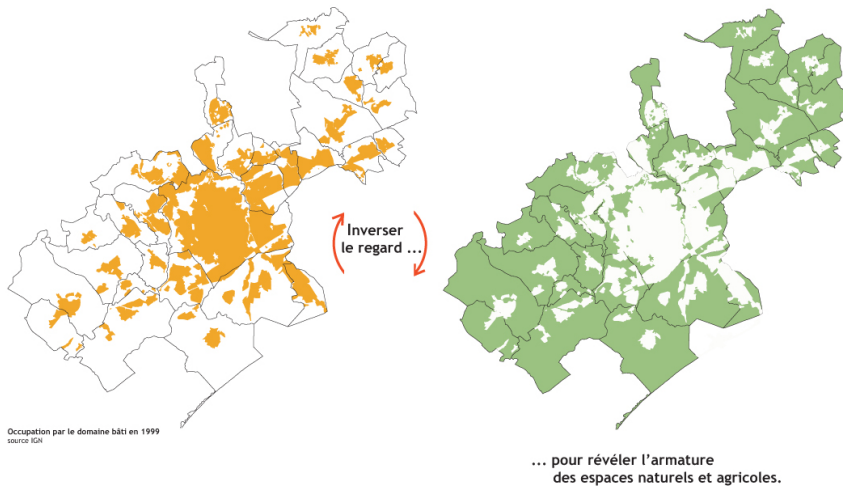 Inverser
le regard ...
Occupation par le domaine bâti en 1999
source IGN
... pour révéler l'armature
des espaces naturels et agricoles.